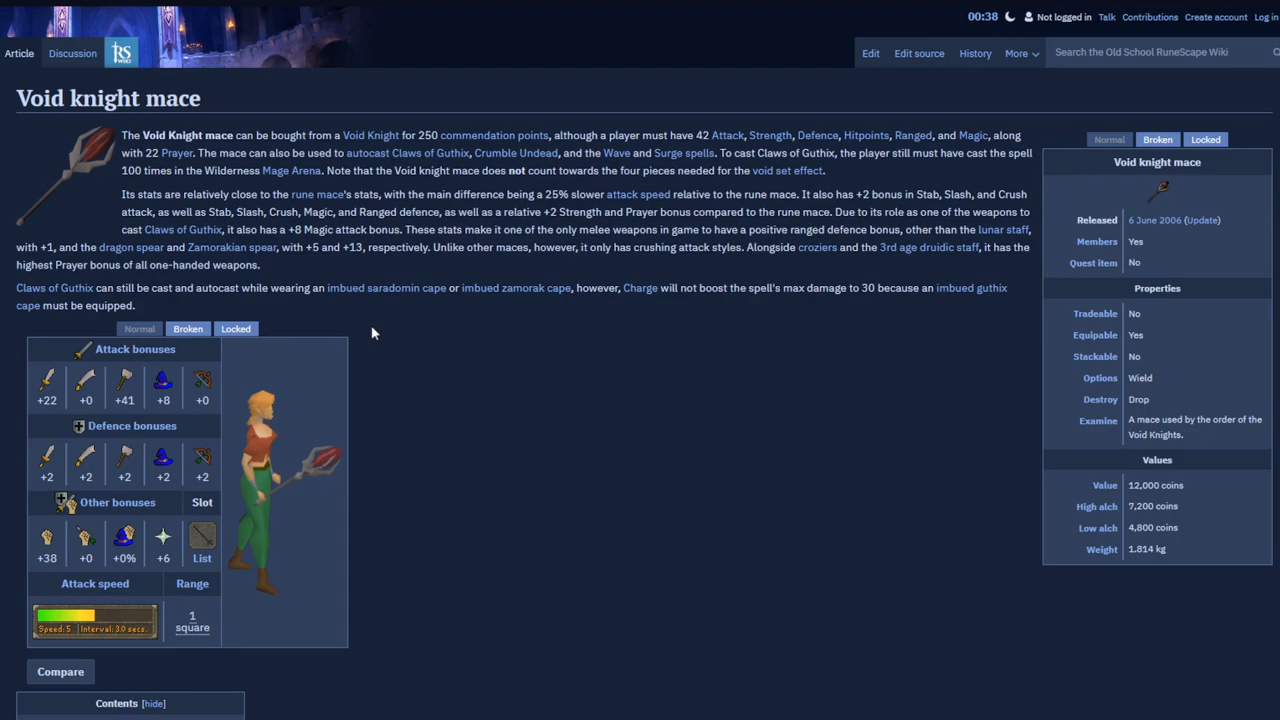 00:38 Not logged in Talk Contributions Create account Log in
Article Discussion RS WIKI Edit Edit source History More Search the Old School RuneScape Wiki
Void knight mace
The Void Knight mace can be bought from a Void Knight for 250 commendation points, although a player must have 42 Attack, Strength, Defence, Hitpoints, Ranged, and Magic, along
with 22 Prayer. The mace can also be used to autocast Claws of Guthix, Crumble Undead, and the Wave and Surge spells. To cast Claws of Guthix, the player still must have cast the spell
100 times in the Wilderness Mage Arena. Note that the Void knight mace does not count towards the four pieces needed for the void set effect.
Its stats are relatively close to the rune mace's stats, with the main difference being a 25% slower attack speed relative to the rune mace. It also has +2 bonus in Stab, Slash, and Crush
attack, as well as Stab, Slash, Crush, Magic, and Ranged defence, as well as a relative +2 Strength and Prayer bonus compared to the rune mace. Due to its role as one of the weapons to
cast Claws of Guthix, it also has a +8 Magic attack bonus. These stats make it one of the only melee weapons in game to have a positive ranged defence bonus, other than the lunar staff,
with +1, and the dragon spear and Zamorakian spear, with +5 and +13, respectively. Unlike other maces, however, it only has crushing attack styles. Alongside croziers and the 3rd age druidic staff, it has the
highest Prayer bonus of all one-handed weapons.
Claws of Guthix can still be cast and autocast while wearing an imbued saradomin cape or imbued zamorak cape, however, Charge will not boost the spell's max damage to 30 because an imbued guthix
cape must be equipped.
Normal Broken Locked
Attack bonuses
+22 +0 +41 +8 +0
Defence bonuses
+2 +2 +2 +2 +2
Other bonuses Slot
+38 +0 +0% +6 List
Attack speed Range
Speed: 5 Interval: 3.0 secs. 1
square
Compare
Contents [hide]
Normal Broken Locked
Void knight mace
Released 6 June 2006 (Update)
Members Yes
Quest item No
Properties
Tradeable No
Equipable Yes
Stackable No
Options Wield
Destroy Drop
Examine A mace used by the order of the
Void Knights.
Values
Value 12,000 coins
High alch 7,200 coins
Low alch 4,800 coins
Weight 1.814 kg